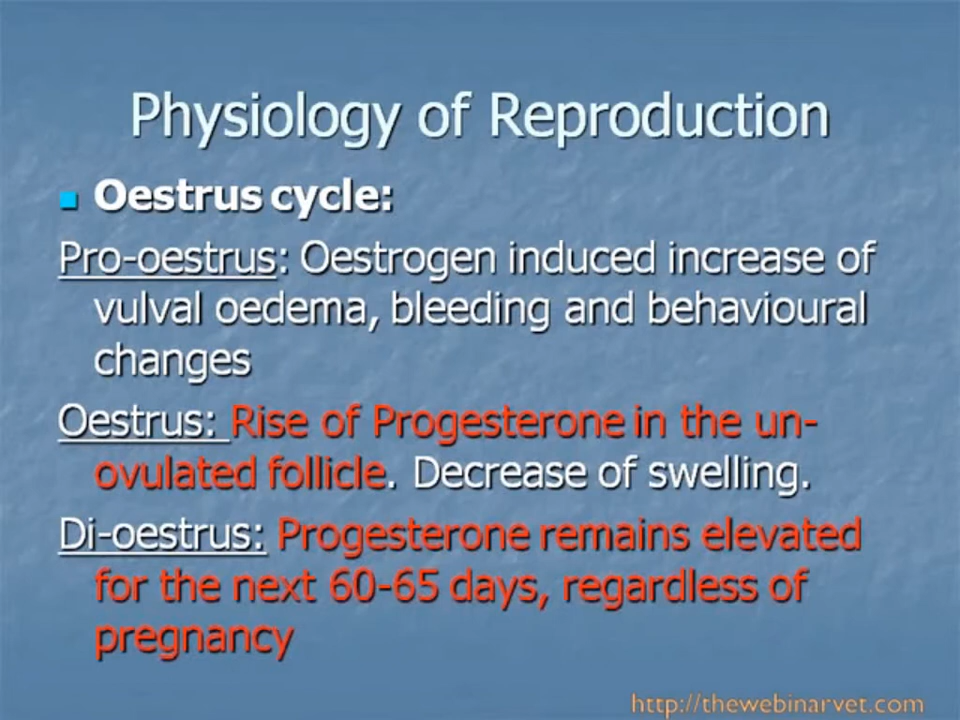 Physiology of Reproduction
Oestrus cycle:
Pro-oestrus: Oestrogen induced increase of
vulval oedema, bleeding and behavioural
changes
Oestrus: Rise of Progesterone in the un-
ovulated follicle. Decrease of swelling.
Di-oestrus: Progesterone remains elevated
for the next 60-65 days, regardless of
pregnancy
http://thewebinarvet.com